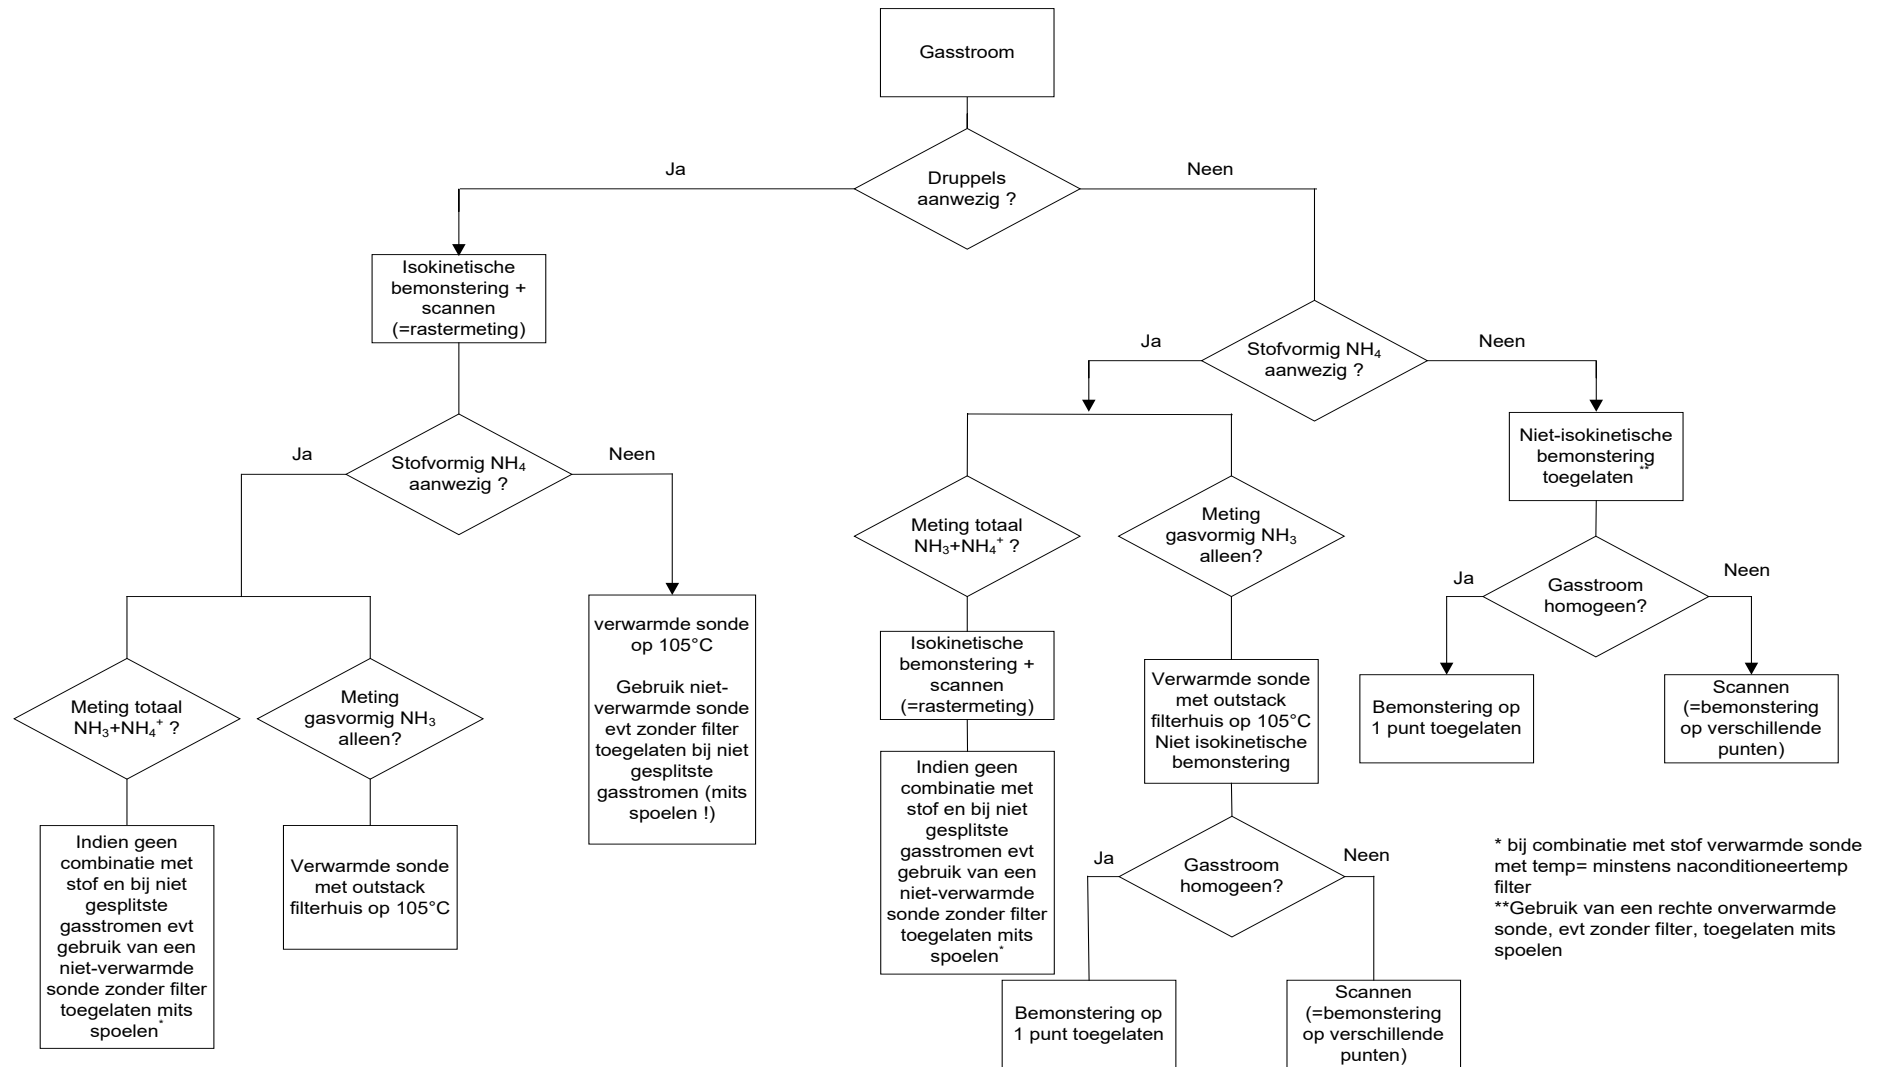 Gasstroom
Druppels
aanwezig ?
Ja
Neen
Isokinetische
bemonstering +
scannen
(=rastermeting)
Stofvormig NH₄
aanwezig ?
Ja
Neen
Meting totaal
NH₃+NH₄⁺ ?
Meting
gasvormig NH₃
alleen?
Indien geen
combinatie met
stof en bij niet
gesplitste
gasstromen evt
gebruik van een
niet-verwarmde
sonde zonder filter
toegelaten mits
spoelen*
Verwarmde sonde
met outstack
filterhuis op 105°C
verwarmde sonde
op 105°C
Gebruik niet-
verwarmde sonde
evt zonder filter
toegelaten bij niet
gesplitste
gasstromen (mits
spoelen !)
Stofvormig NH₄
aanwezig ?
Ja
Neen
Meting totaal
NH₃+NH₄⁺ ?
Isokinetische
bemonstering +
scannen
(=rastermeting)
Indien geen
combinatie met
stof en bij niet
gesplitste
gasstromen evt
gebruik van een
niet-verwarmde
sonde zonder filter
toegelaten mits
spoelen*
Meting
gasvormig NH₃
alleen?
Verwarmde sonde
met outstack
filterhuis op 105°C
Niet isokinetische
bemonstering
Gasstroom
homogeen?
Ja
Neen
Bemonstering op
1 punt toegelaten
Scannen
(=bemonstering
op verschillende
punten)
Niet-isokinetische
bemonstering
toegelaten **
Gasstroom
homogeen?
Ja
Neen
Bemonstering op
1 punt toegelaten
Scannen
(=bemonstering
op verschillende
punten)
* bij combinatie met stof verwarmde sonde
met temp= minstens naconditioneertemp
filter
**Gebruik van een rechte onverwarmde
sonde, evt zonder filter, toegelaten mits
spoelen